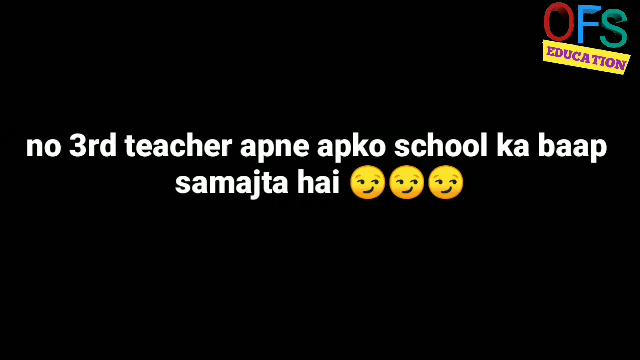 OFS
EDUCATION
no 3rd teacher apne apko school ka baap
samajta hai 😏😏😏